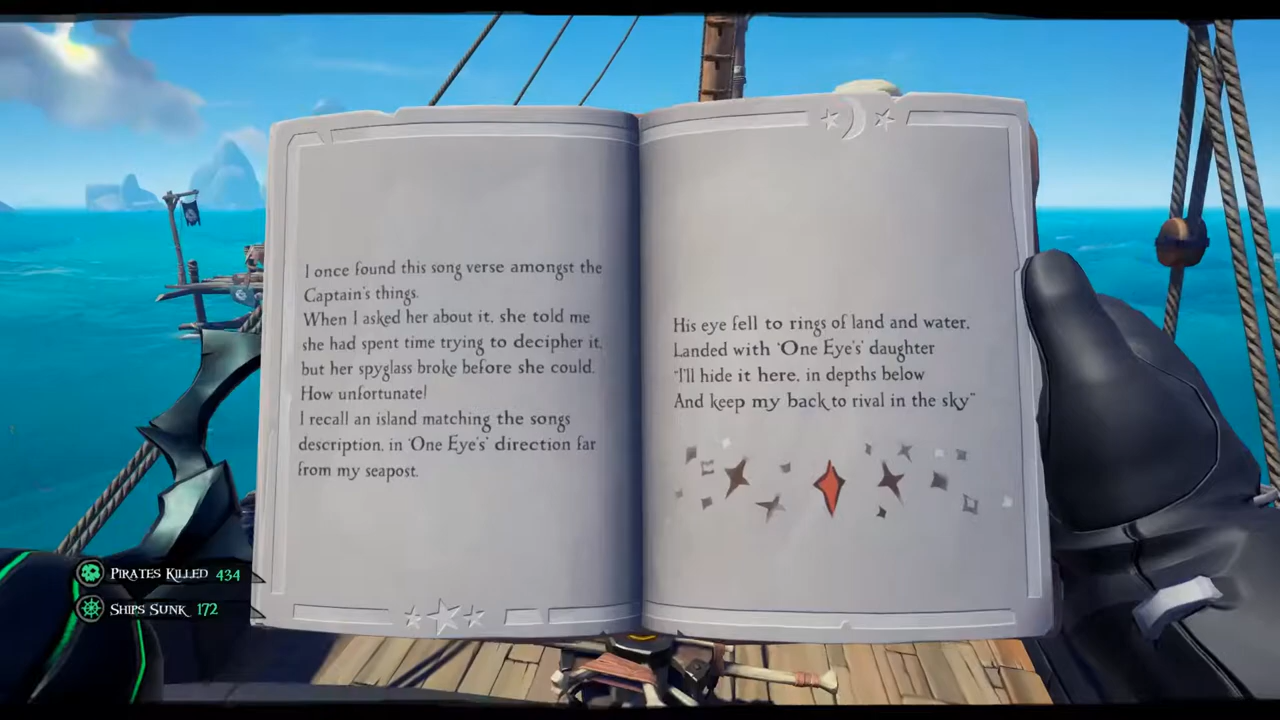 I once found this song verse amongst the
Captain's things.
When I asked her about it, she told me
she had spent time trying to decipher it,
but her spyglass broke before she could.
How unfortunate!
I recall an island matching the songs
description, in 'One Eye's' direction far
from my seapost.
His eye fell to rings of land and water,
Landed with 'One Eye's' daughter
"I'll hide it here, in depths below
And keep my back to rival in the sky"
PIRATES KILLED 434
SHIPS SUNK 172